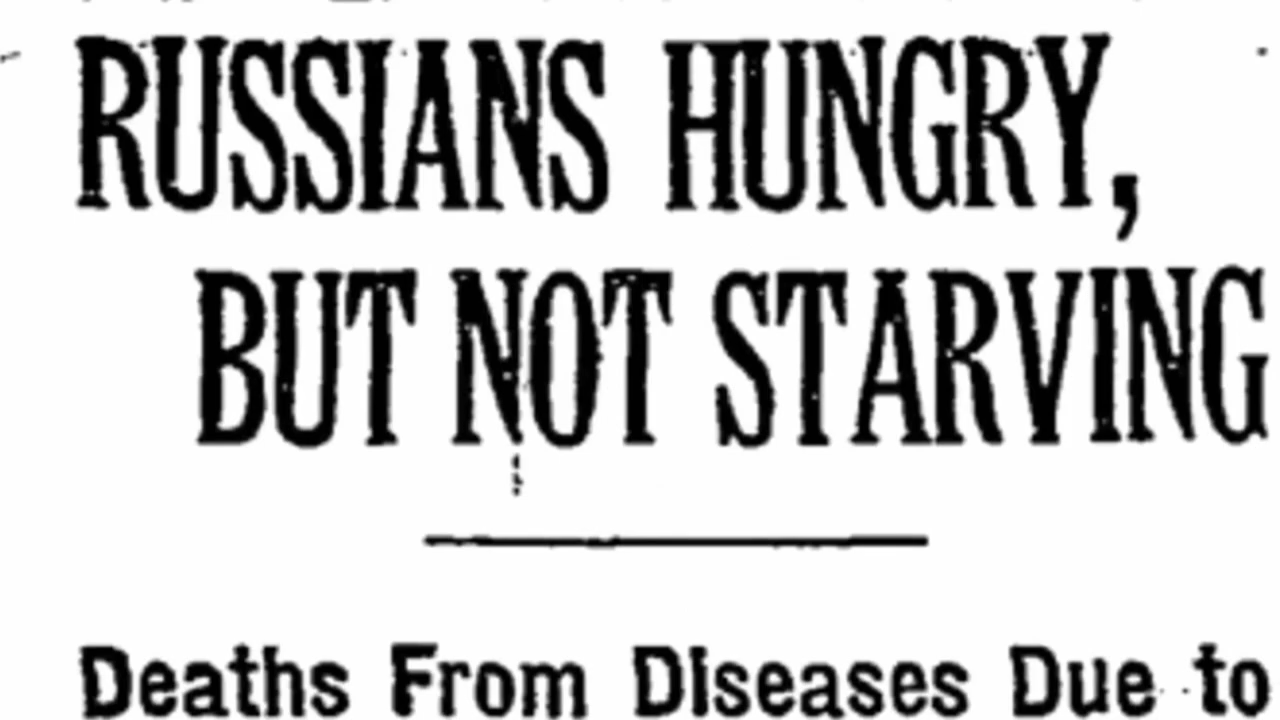 RUSSIANS HUNGRY,
BUT NOT STARVING
Deaths From Diseases Due to